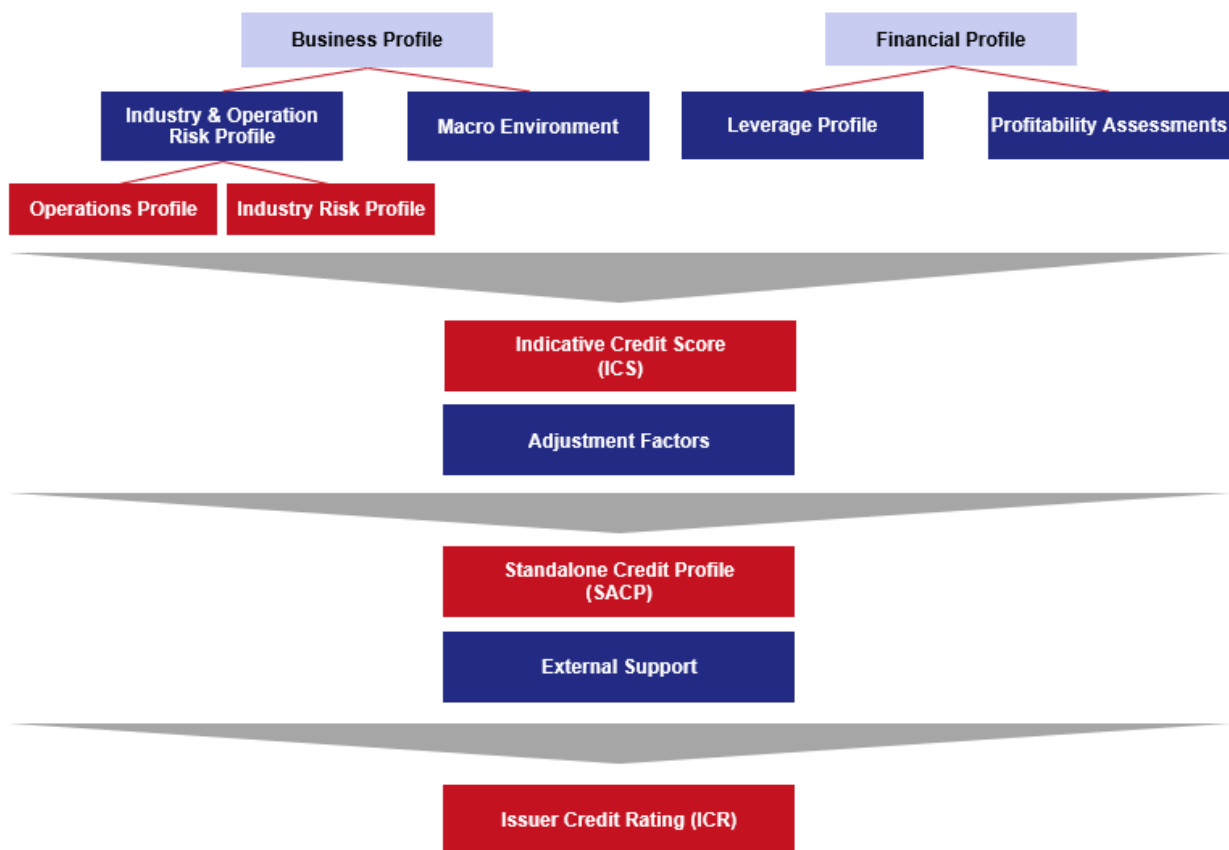 Business Profile
Financial Profile
Industry & Operation
Risk Profile
Macro Environment
Leverage Profile
Profitability Assessments
Operations Profile
Industry Risk Profile
Indicative Credit Score
(ICS)
Adjustment Factors
Standalone Credit Profile
(SACP)
External Support
Issuer Credit Rating (ICR)